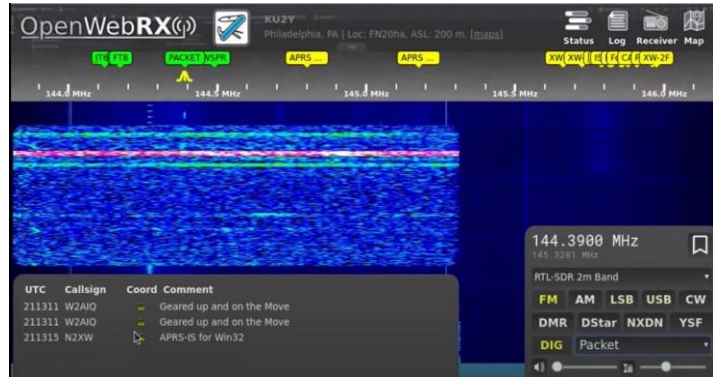 OpenWebRX
KU2Y
Philadelphia, PA | Loc: FN20ha, ASL: 200 m, [maps]
Status Log Receiver Map
FT8 PACKET WSPR APRS ... APRS ... XW-2F
144.0 MHz 144.5 MHz 145.0 MHz 145.5 MHz 146.0 MHz
UTC Callsign Coord Comment
211311 W2AIQ Geared up and on the Move
211311 W2AIQ Geared up and on the Move
211315 N2XW APRS-IS for Win32
144.3900 MHz
145.3281 MHz
RTL-SDR 2m Band
FM AM LSB USB CW
DMR DStar NXDN YSF
DIG Packet